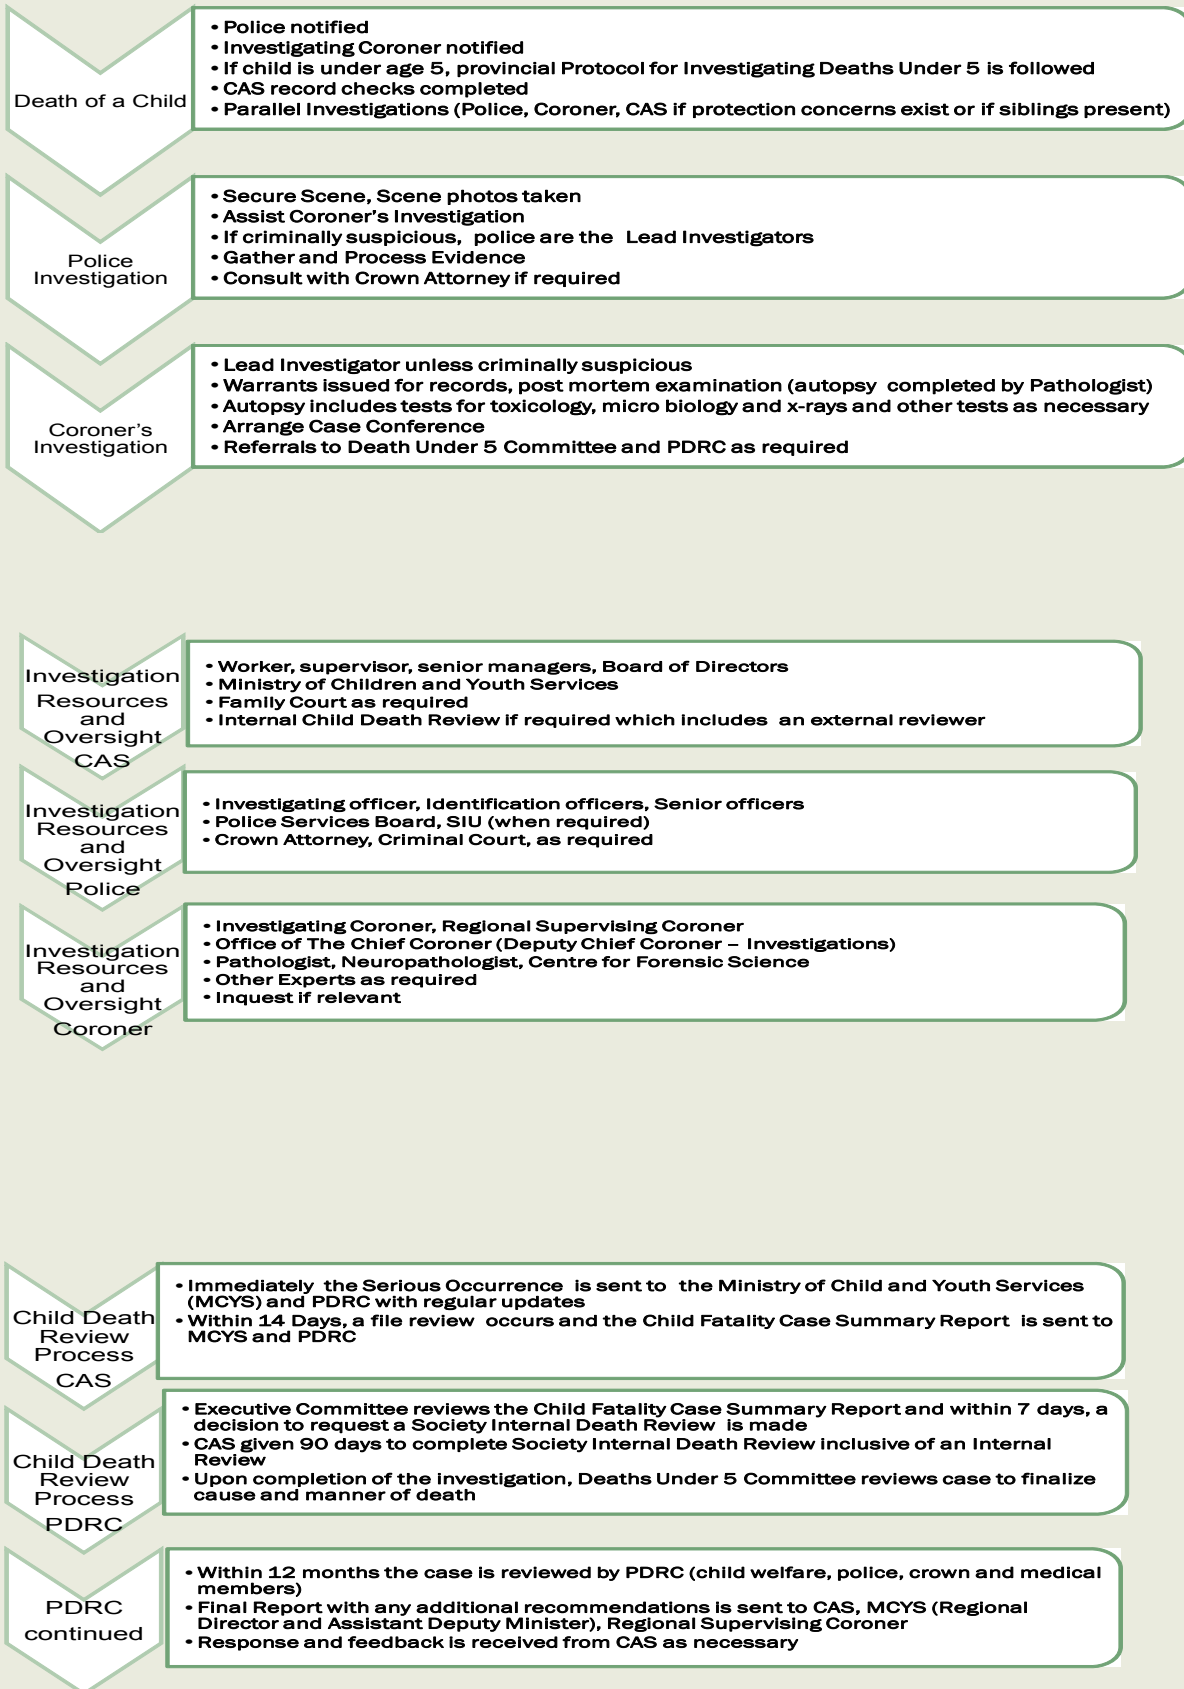 Death of a Child
• Police notified
• Investigating Coroner notified
• If child is under age 5, provincial Protocol for Investigating Deaths Under 5 is followed
• CAS record checks completed
• Parallel Investigations (Police, Coroner, CAS if protection concerns exist or if siblings present)
Police
Investigation
• Secure Scene, Scene photos taken
• Assist Coroner's Investigation
• If criminally suspicious, police are the Lead Investigators
• Gather and Process Evidence
• Consult with Crown Attorney if required
Coroner's
Investigation
• Lead Investigator unless criminally suspicious
• Warrants issued for records, post mortem examination (autopsy completed by Pathologist)
• Autopsy includes tests for toxicology, micro biology and x-rays and other tests as necessary
• Arrange Case Conference
• Referrals to Death Under 5 Committee and PDRC as required
Investigation
Resources
and
Oversight
CAS
• Worker, supervisor, senior managers, Board of Directors
• Ministry of Children and Youth Services
• Family Court as required
• Internal Child Death Review if required which includes an external reviewer
Investigation
Resources
and
Oversight
Police
• Investigating officer, Identification officers, Senior officers
• Police Services Board, SIU (when required)
• Crown Attorney, Criminal Court, as required
Investigation
Resources
and
Oversight
Coroner
• Investigating Coroner, Regional Supervising Coroner
• Office of The Chief Coroner (Deputy Chief Coroner – Investigations)
• Pathologist, Neuropathologist, Centre for Forensic Science
• Other Experts as required
• Inquest if relevant
Child Death
Review
Process
CAS
• Immediately the Serious Occurrence is sent to the Ministry of Child and Youth Services
(MCYS) and PDRC with regular updates
• Within 14 Days, a file review occurs and the Child Fatality Case Summary Report is sent to
MCYS and PDRC
Child Death
Review
Process
PDRC
• Executive Committee reviews the Child Fatality Case Summary Report and within 7 days, a
decision to request a Society Internal Death Review is made
• CAS given 90 days to complete Society Internal Death Review inclusive of an Internal
Review
• Upon completion of the investigation, Deaths Under 5 Committee reviews case to finalize
cause and manner of death
PDRC
continued
• Within 12 months the case is reviewed by PDRC (child welfare, police, crown and medical
members)
• Final Report with any additional recommendations is sent to CAS, MCYS (Regional
Director and Assistant Deputy Minister), Regional Supervising Coroner
• Response and feedback is received from CAS as necessary